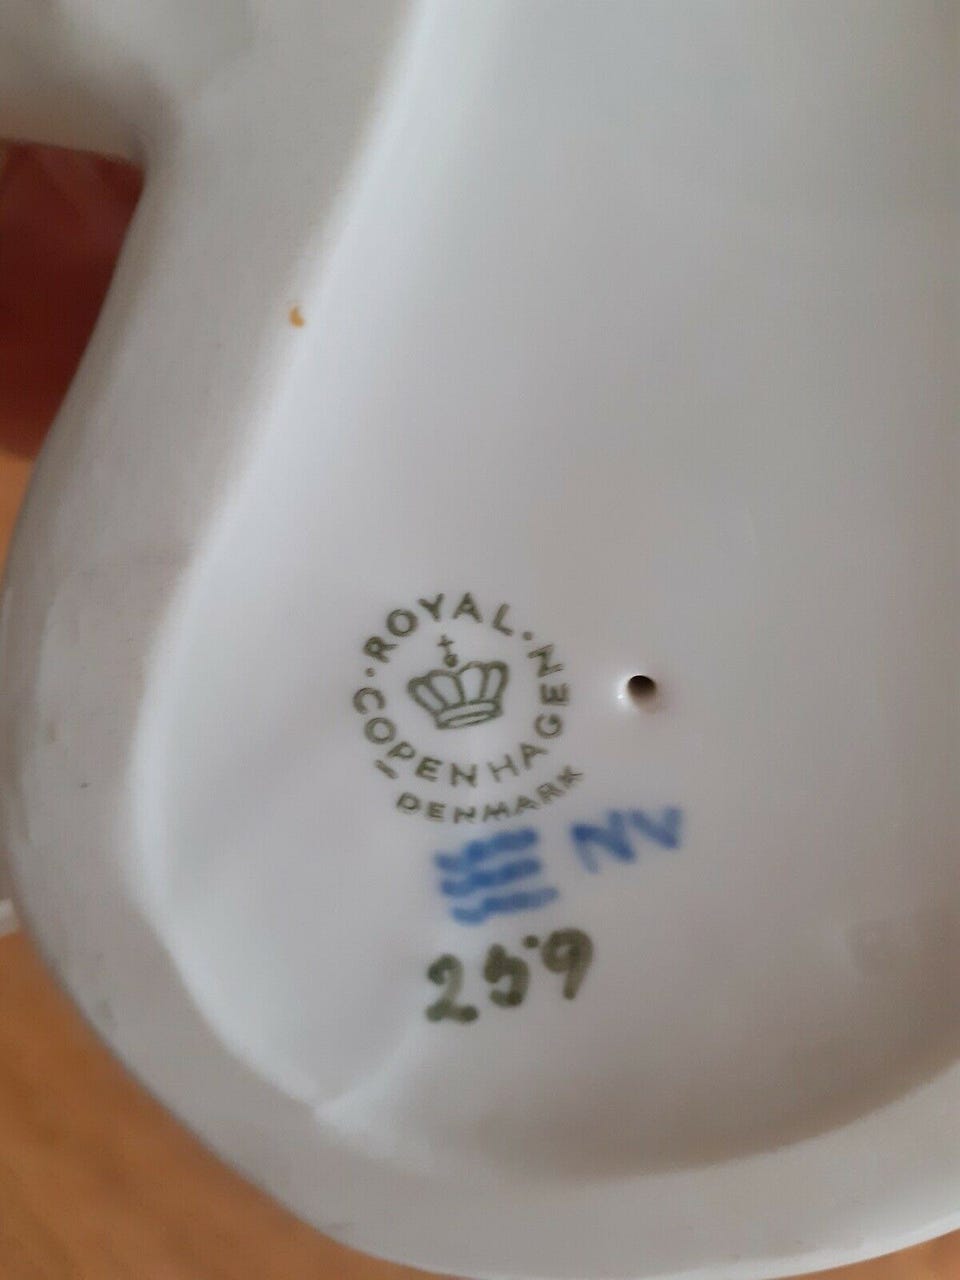 ROYAL
COPENHAGEN
DENMARK
NV
259